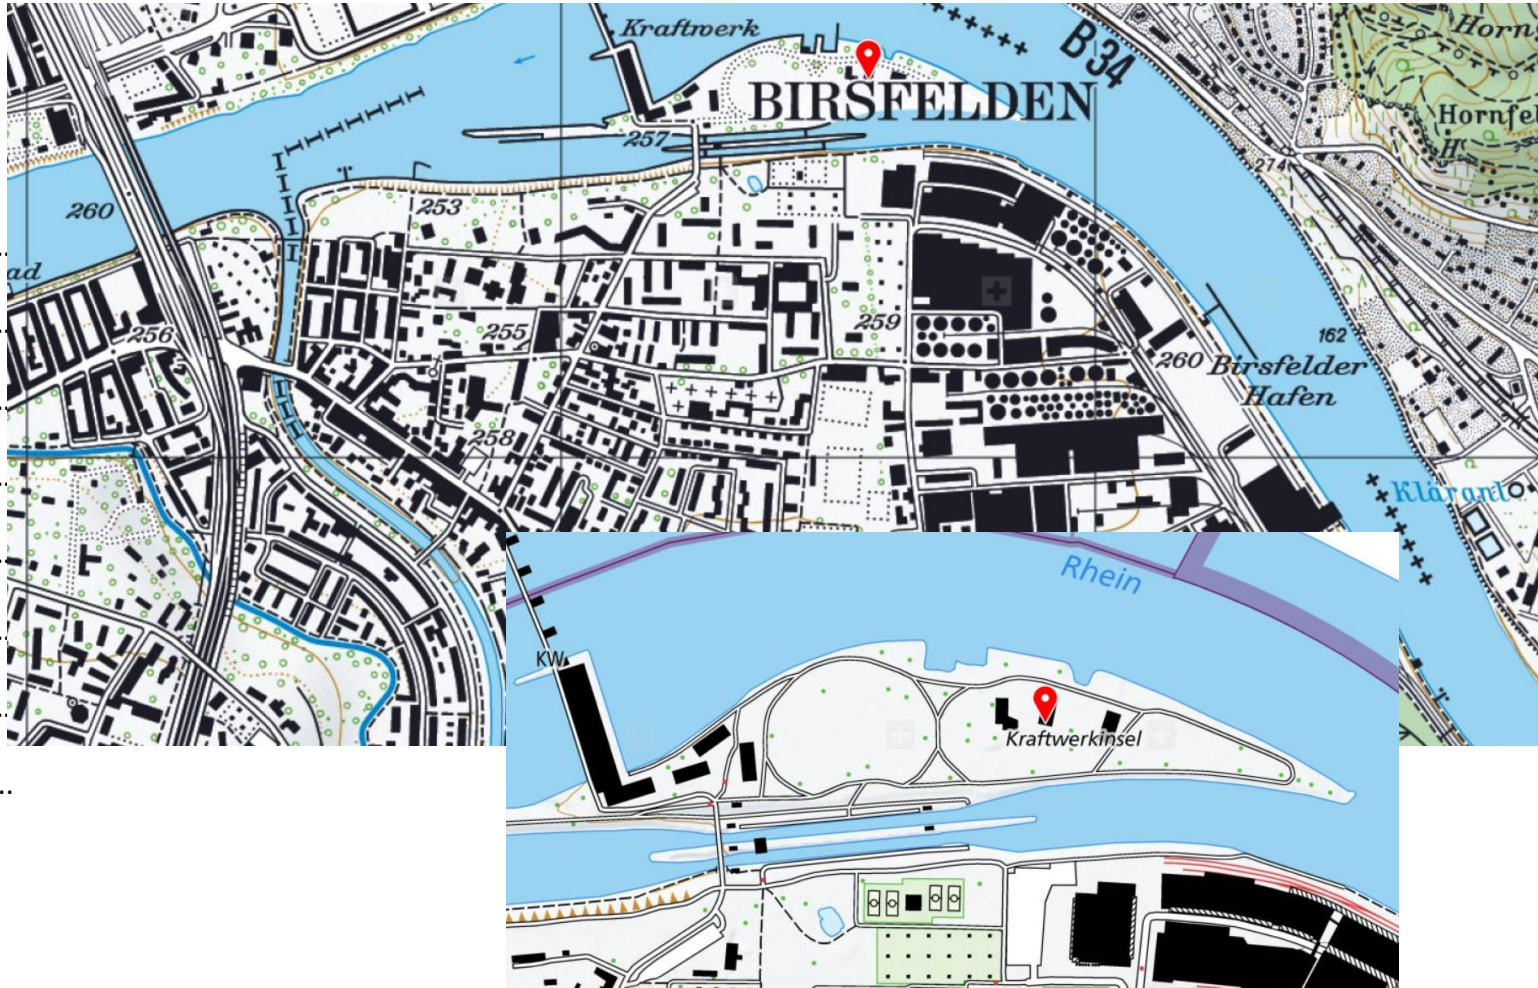 Kraftwerk
B34
Horn
BIRSFELDEN
Hornfel
H
257
274
260
253
ad
..
256
255
259
162
260
Birsfelder
Hafen
258
Kläranl
Rhein
KW
Kraftwerkinsel
..